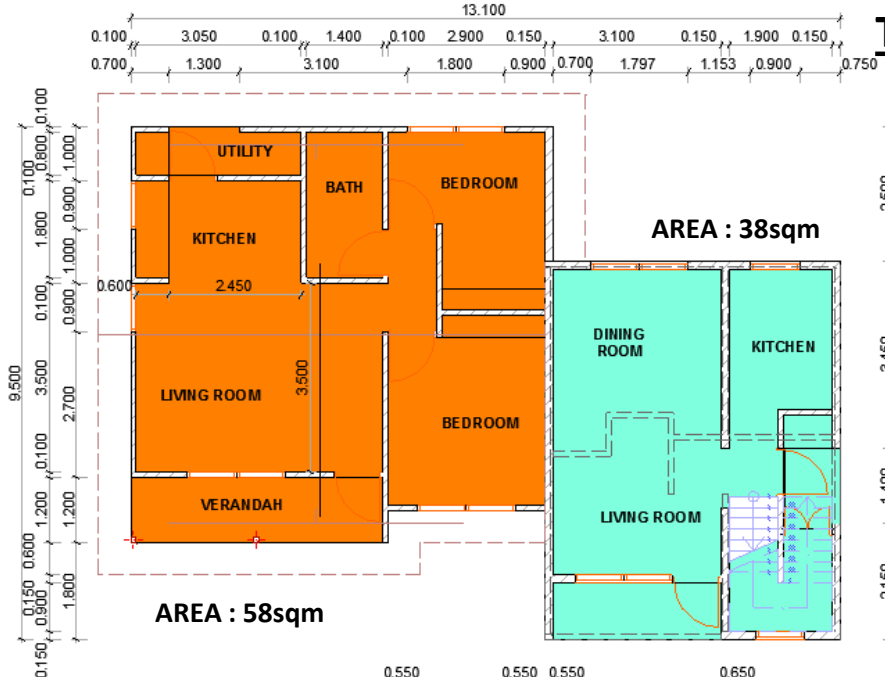 13.100
0.100 3.050 0.100 1.400 0.100 2.900 0.150 3.100 0.150 1.900 0.150
0.700 1.300 3.100 1.800 0.900 0.700 1.797 1.153 0.900 0.750
0.100
0.800
0.100
1.800
0.100
3.500
0.100
1.200
0.600
0.150
0.900
0.150
1.000
0.900
1.000
0.900
2.700
1.200
1.800
9.500
UTILITY
BATH
BEDROOM
KITCHEN
AREA : 38sqm
0.600 2.450
3.500
DINING
ROOM
KITCHEN
LIVING ROOM
BEDROOM
VERANDAH
LIVING ROOM
AREA : 58sqm
3.450
0.550 0.550 0.550 0.650